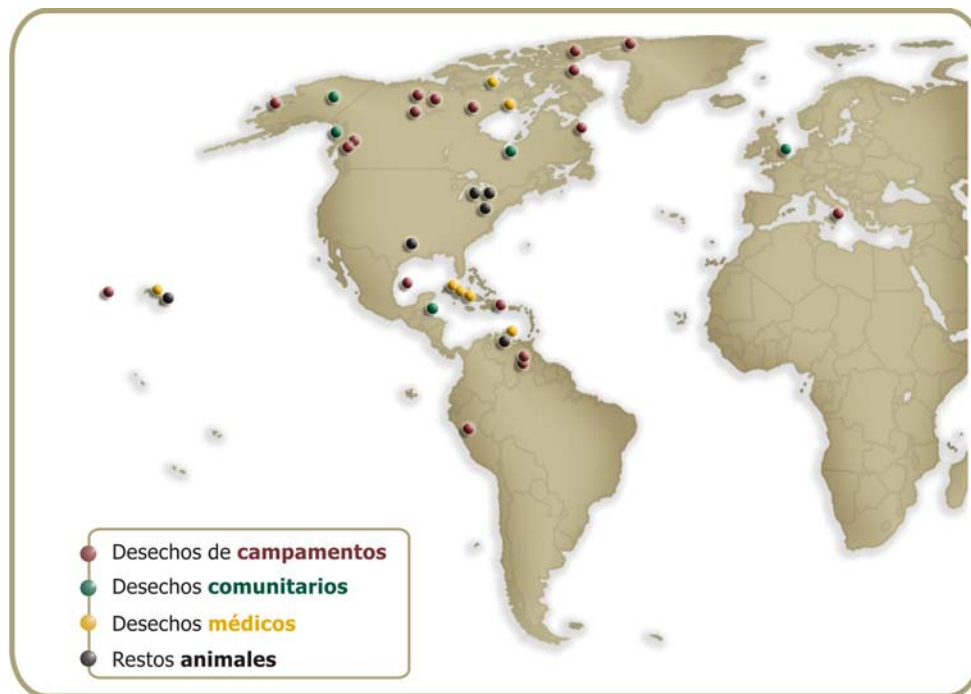 Desechos de campamentos
Desechos comunitarios
Desechos médicos
Restos animales